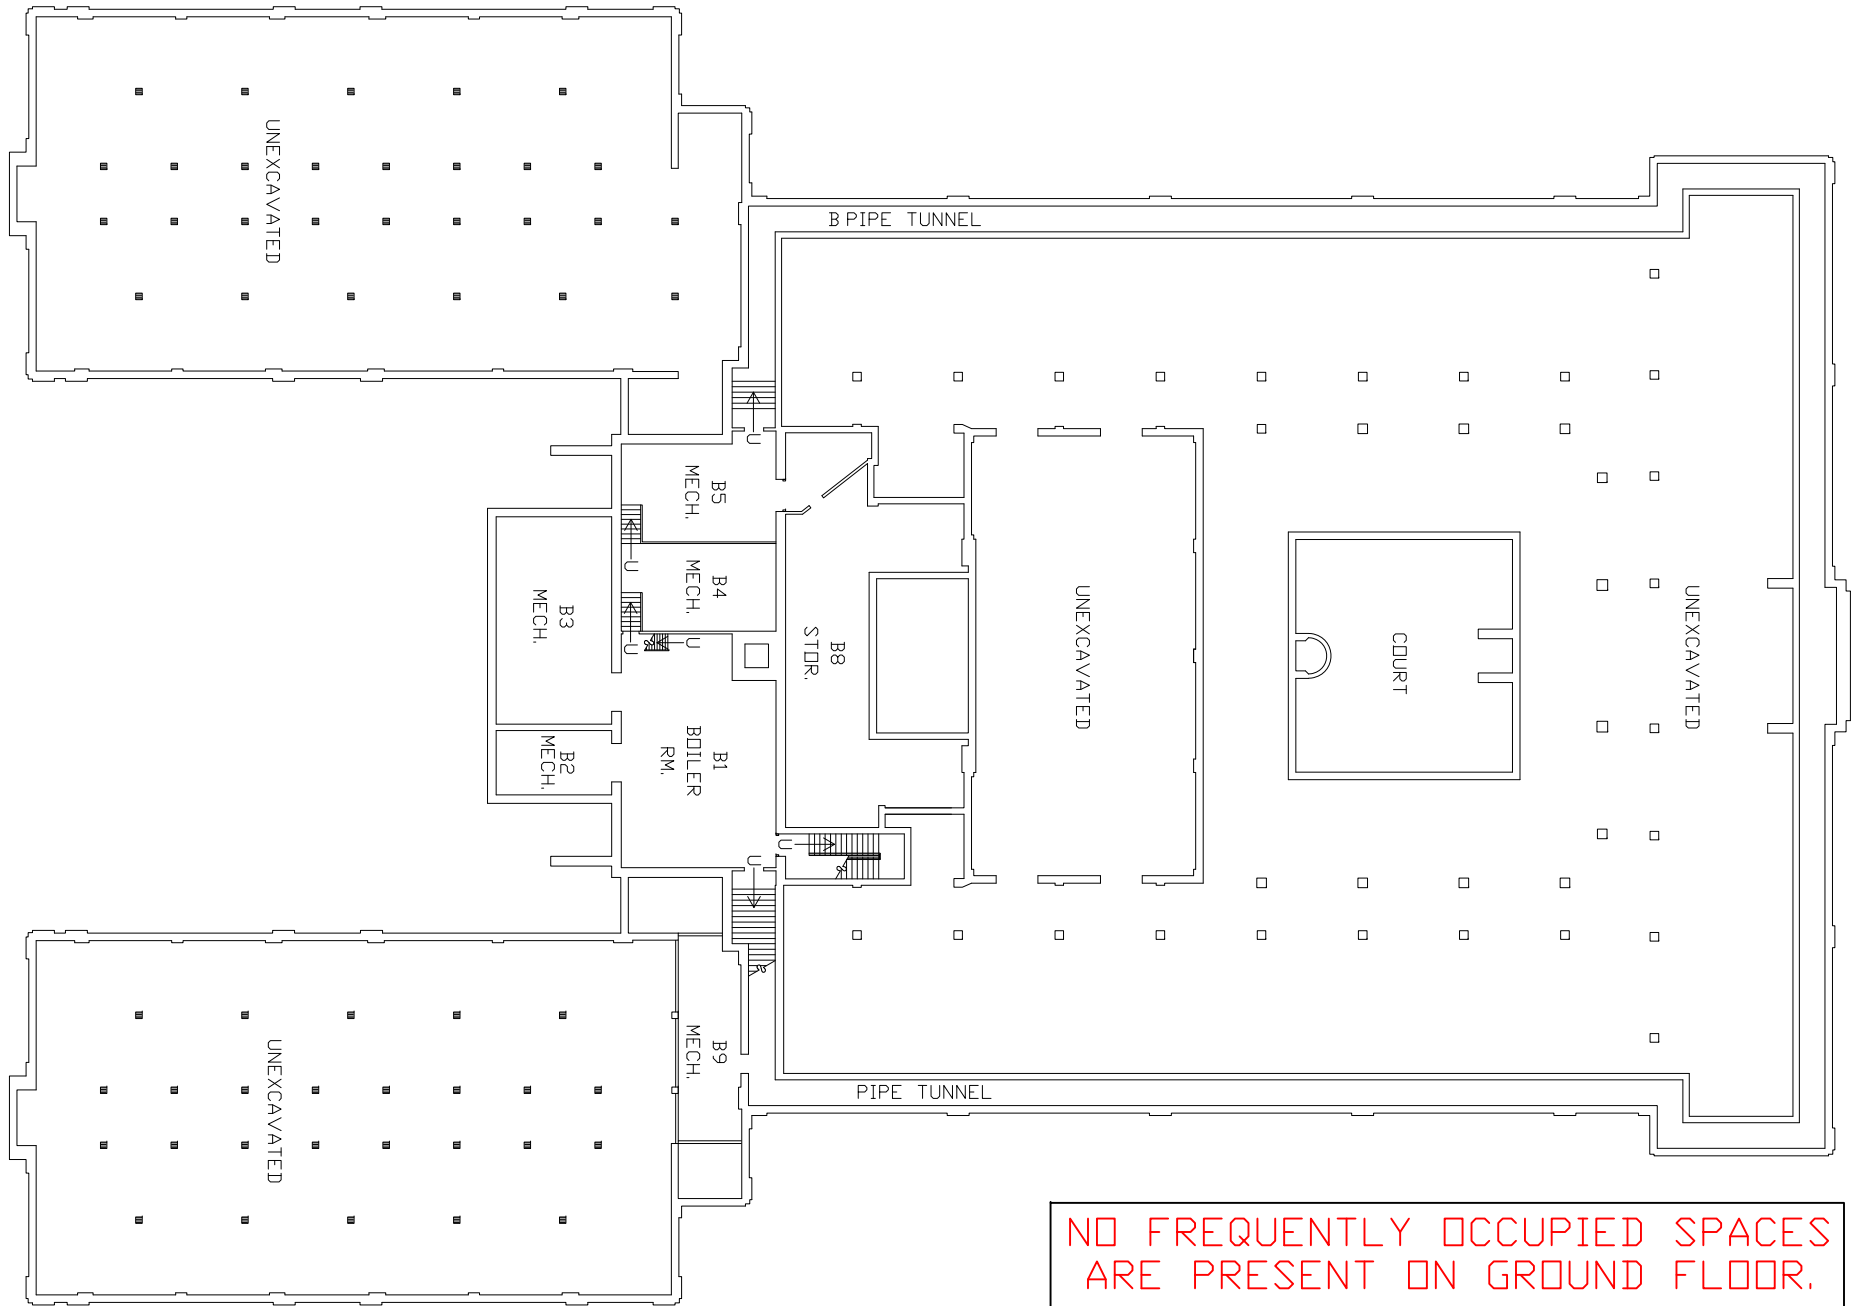 UNEXCAVATED
B PIPE TUNNEL
U
B5
MECH.
U
B4
MECH.
U
U
B3
MECH.
B8
STOR.
UNEXCAVATED
COURT
UNEXCAVATED
B2
MECH.
B1
BOILER
RM.
U
U
B9
MECH.
UNEXCAVATED
PIPE TUNNEL
NO FREQUENTLY OCCUPIED SPACES
ARE PRESENT ON GROUND FLOOR.